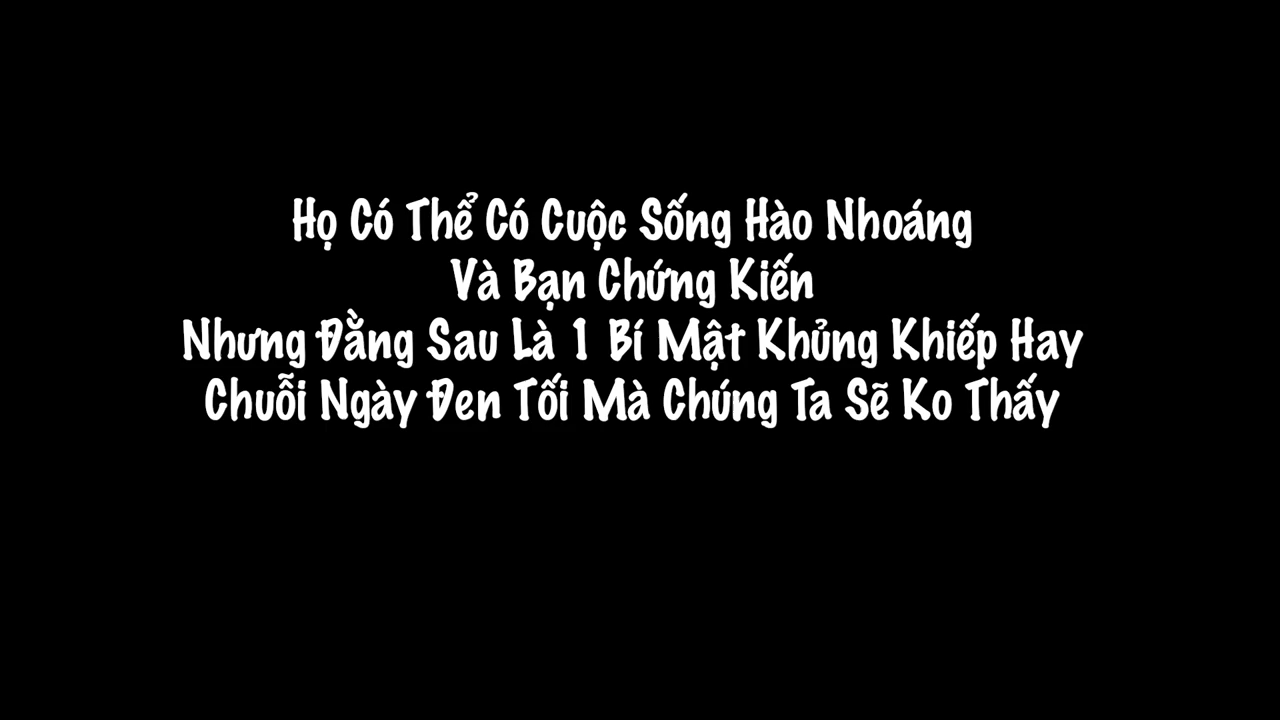 Họ Có Thể Có Cuộc Sống Hào Nhoáng
Và Bạn Chứng Kiến
Nhưng Đằng Sau Là 1 Bí Mật Khủng Khiếp Hay
Chuỗi Ngày Đen Tối Mà Chúng Ta Sẽ Ko Thấy